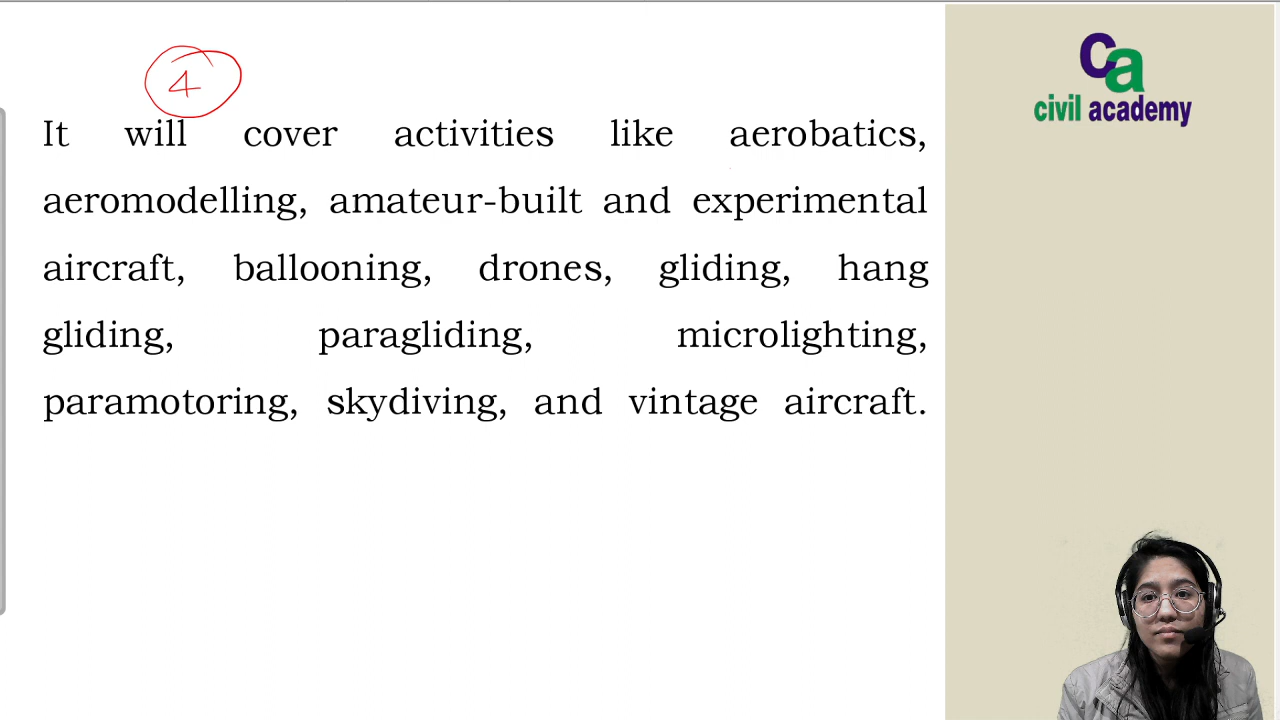 4
It will cover activities like aerobatics,
aeromodelling, amateur-built and experimental
aircraft, ballooning, drones, gliding, hang
gliding, paragliding, microlighting,
paramotoring, skydiving, and vintage aircraft.
ca
civil academy